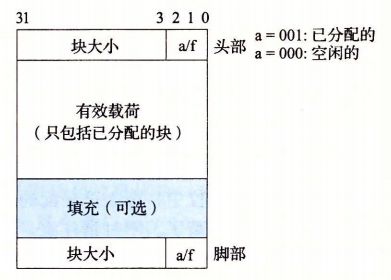 31 3 2 1 0
块大小 a/f 头部 a = 001: 已分配的
a = 000: 空闲的
有效载荷
（只包括已分配的块）
填充（可选）
块大小 a/f 脚部